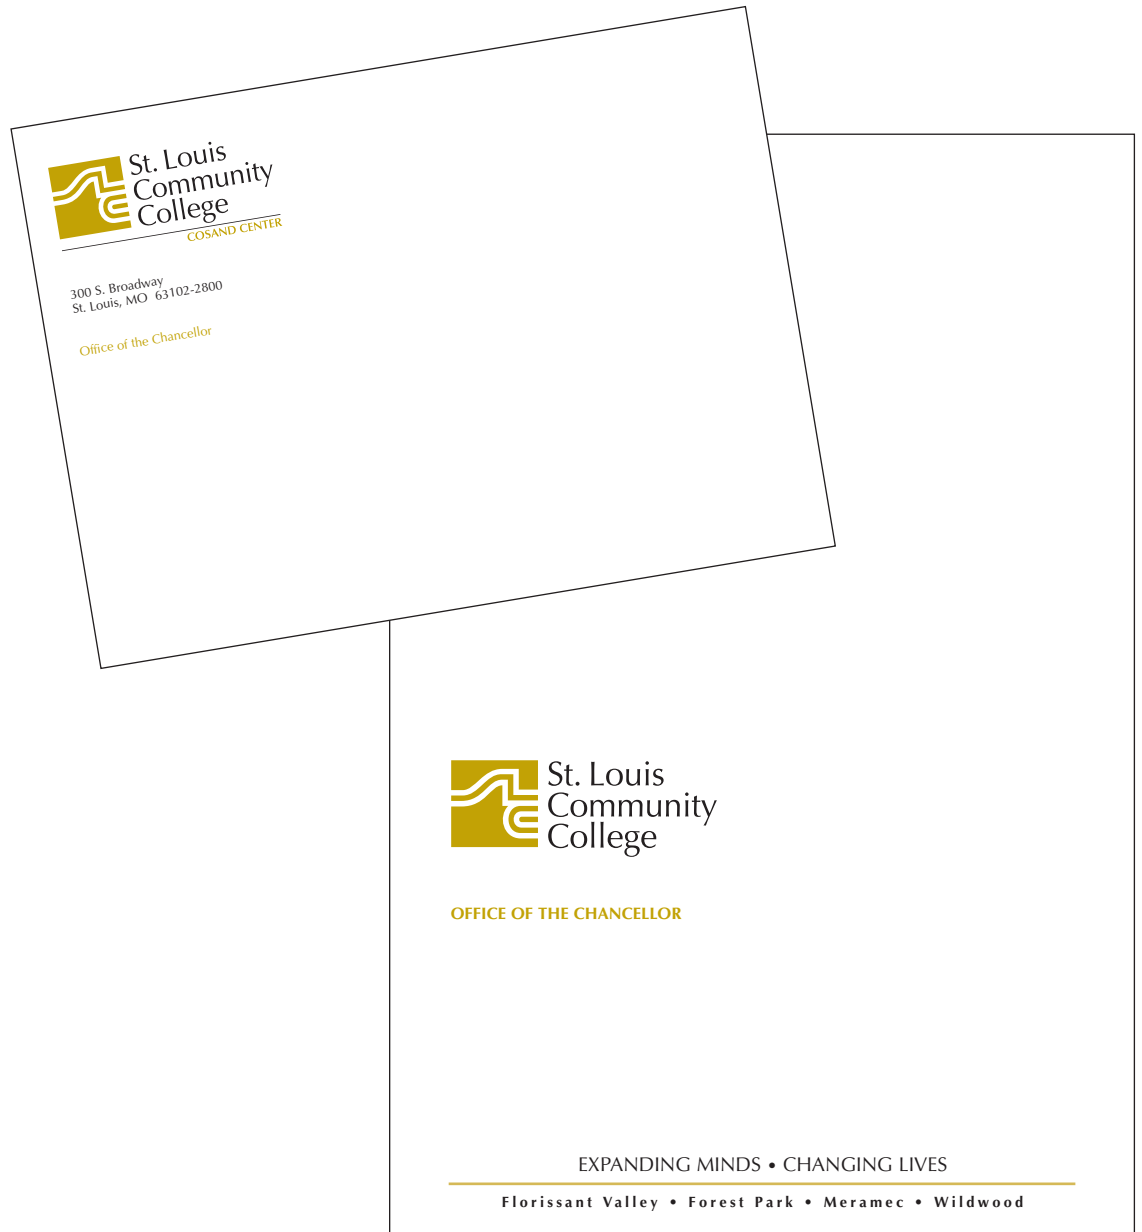 St. Louis
Community
College
COSAND CENTER
300 S. Broadway
St. Louis, MO  63102-2800
Office of the Chancellor
St. Louis
Community
College
OFFICE OF THE CHANCELLOR
EXPANDING MINDS • CHANGING LIVES
Florissant Valley • Forest Park • Meramec • Wildwood